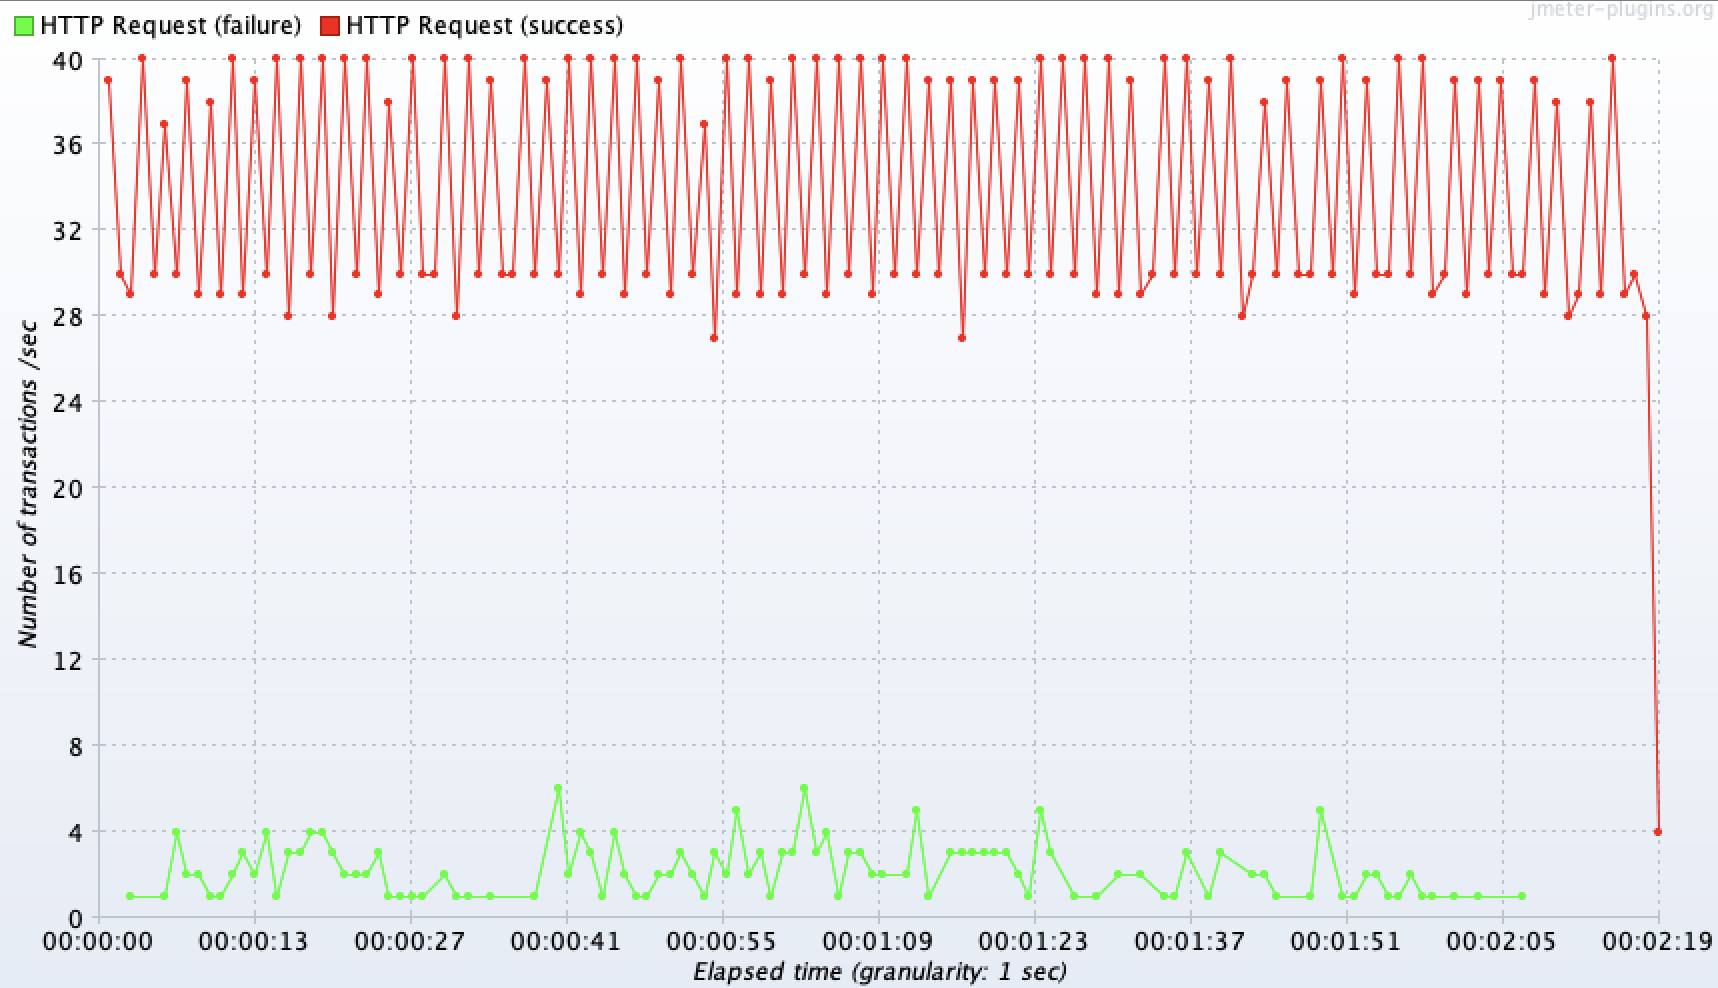 jmeter-plugins.org
HTTP Request (failure) HTTP Request (success)
40
36
32
28
24
20
16
12
8
4
0
Number of transactions /sec
00:00:00 00:00:13 00:00:27 00:00:41 00:00:55 00:01:09 00:01:23 00:01:37 00:01:51 00:02:05 00:02:19
Elapsed time (granularity: 1 sec)